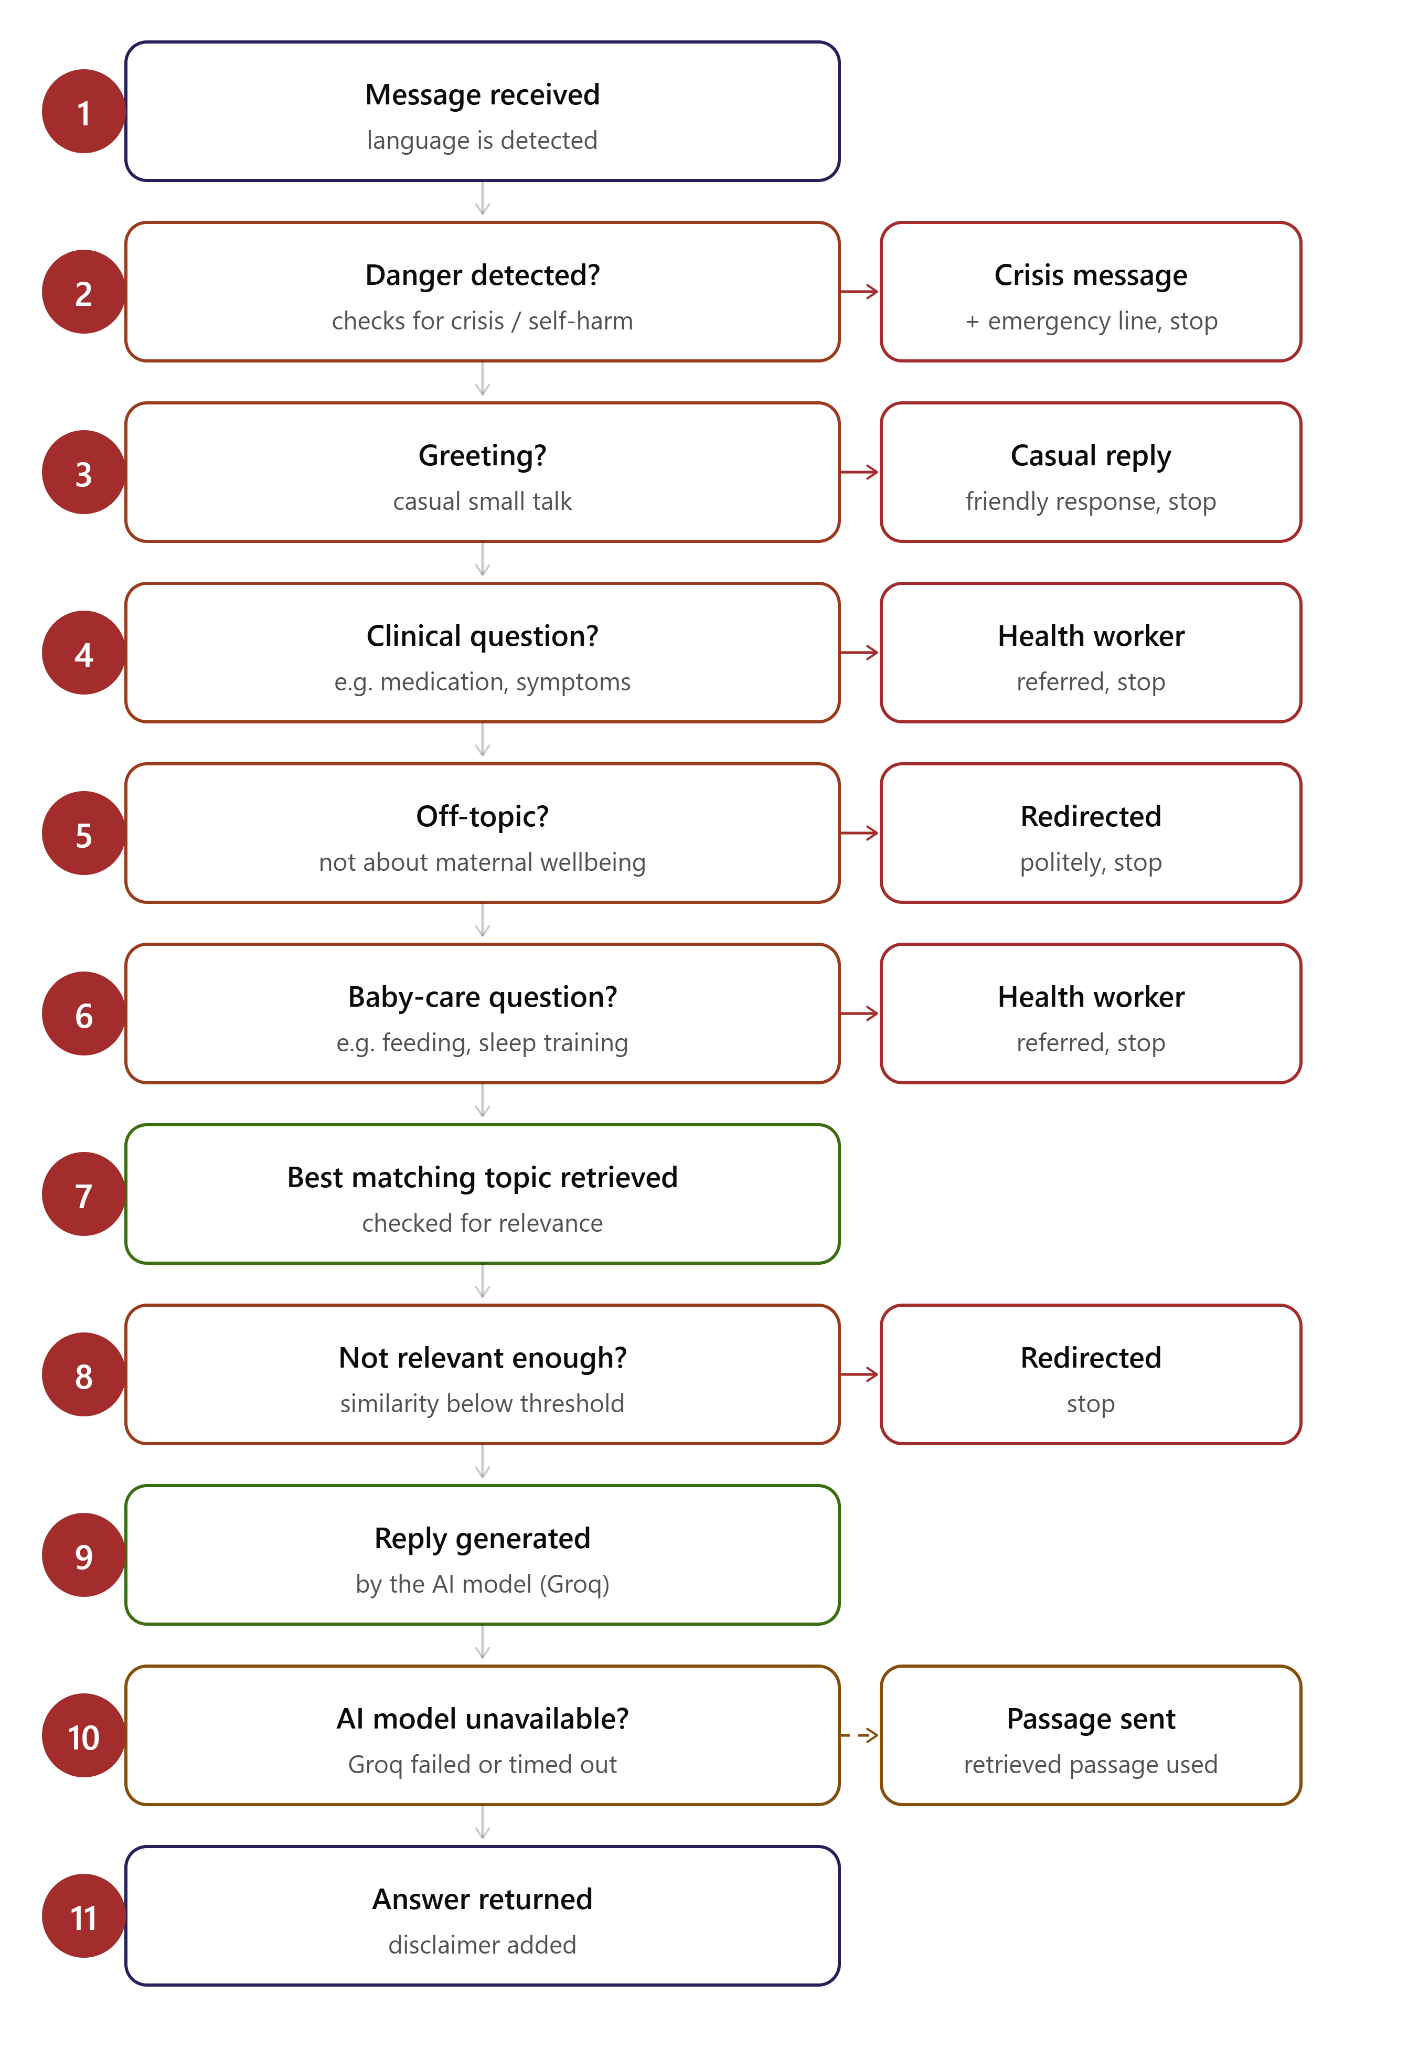 1
Message received
language is detected
2
Danger detected?
checks for crisis / self-harm
Crisis message
+ emergency line, stop
3
Greeting?
casual small talk
Casual reply
friendly response, stop
4
Clinical question?
e.g. medication, symptoms
Health worker
referred, stop
5
Off-topic?
not about maternal wellbeing
Redirected
politely, stop
6
Baby-care question?
e.g. feeding, sleep training
Health worker
referred, stop
7
Best matching topic retrieved
checked for relevance
8
Not relevant enough?
similarity below threshold
Redirected
stop
9
Reply generated
by the AI model (Groq)
10
AI model unavailable?
Groq failed or timed out
Passage sent
retrieved passage used
11
Answer returned
disclaimer added